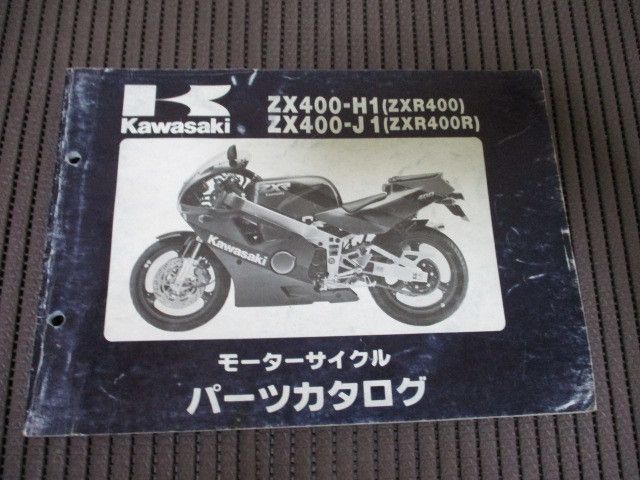 Kawasaki
ZX400-H1(ZXR400)
ZX400-J1(ZXR400R)
ZXR
Kawasaki
モーターサイクル
パーツカタログ